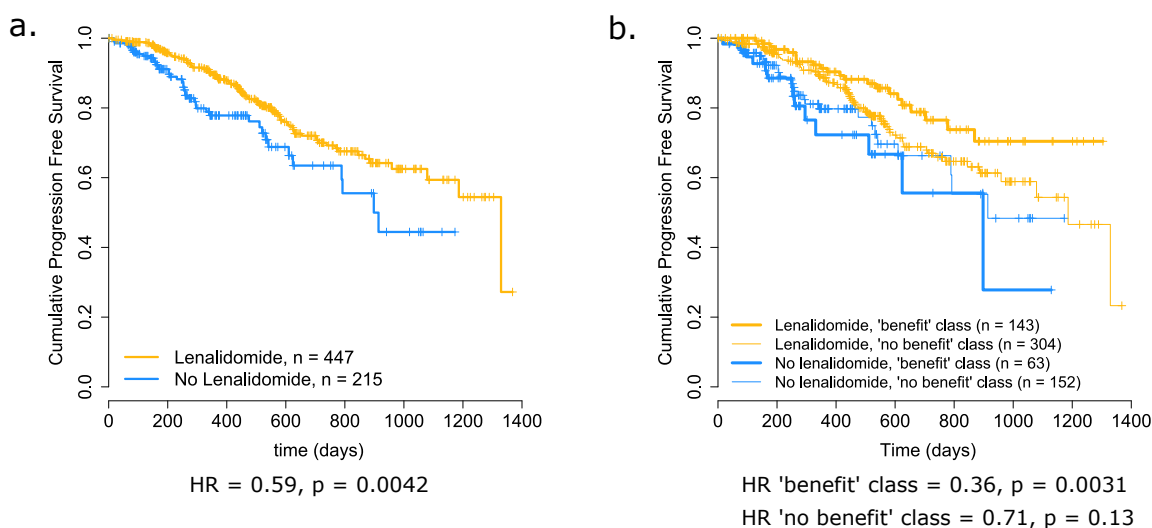 a.
Cumulative Progression Free Survival
1.0
0.8
0.6
0.4
0.2
0.0
Lenalidomide, n = 447
No Lenalidomide, n = 215
0 200 400 600 800 1000 1200 1400
time (days)
HR = 0.59, p = 0.0042
b.
Cumulative Progression Free Survival
1.0
0.8
0.6
0.4
0.2
0.0
Lenalidomide, 'benefit' class (n = 143)
Lenalidomide, 'no benefit' class (n = 304)
No lenalidomide, 'benefit' class (n = 63)
No lenalidomide, 'no benefit' class (n = 152)
0 200 400 600 800 1000 1200 1400
Time (days)
HR 'benefit' class = 0.36, p = 0.0031
HR 'no benefit' class = 0.71, p = 0.13